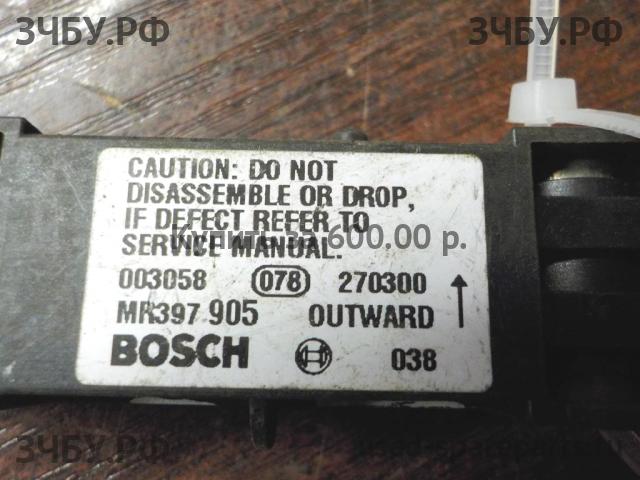 ЗЧБУ.РФ ЗЧБУ.РФ
CAUTION: DO NOT
DISASSEMBLE OR DROP,
IF DEFECT REFER TO
SERVICE MANUAL.
Купить за 600.00 р.
003058 078 270300
MR397 905 OUTWARD
BOSCH 038
ЗЧБУ.РФ